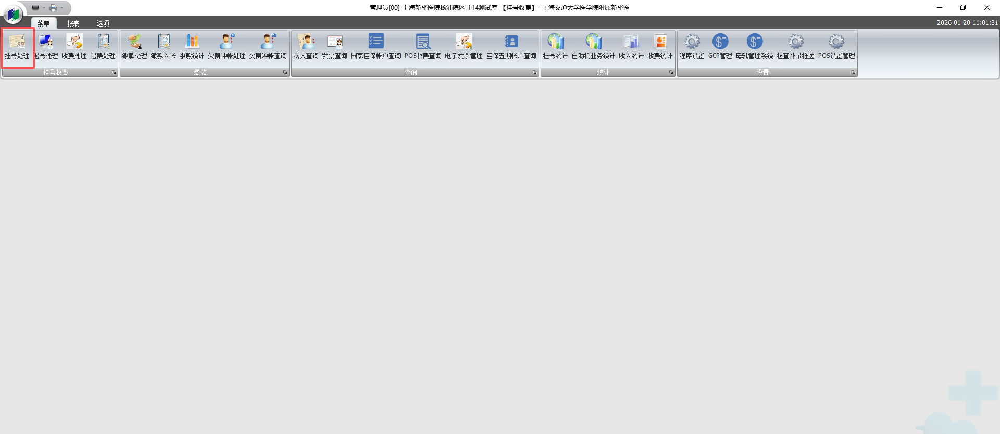 管理员[00]-上海新华医院杨浦院区-114测试库-【挂号收费】- 上海交通大学医学院附属新华医
菜单 报表 选项 2026-01-20 11:01:31
挂号处理 退号处理 收费处理 退费处理 缴款处理 缴款入帐 缴款统计 欠费冲帐处理 欠费冲帐查询 病人查询 发票查询 国家医保帐户查询 POS收费查询 电子发票管理 医保五期帐户查询 挂号统计 自助机业务统计 收入统计 收费统计 程序设置 GCP管理 母乳管理系统 检查补录推送 POS设置管理
挂号收费 缴款 查询 统计 设置